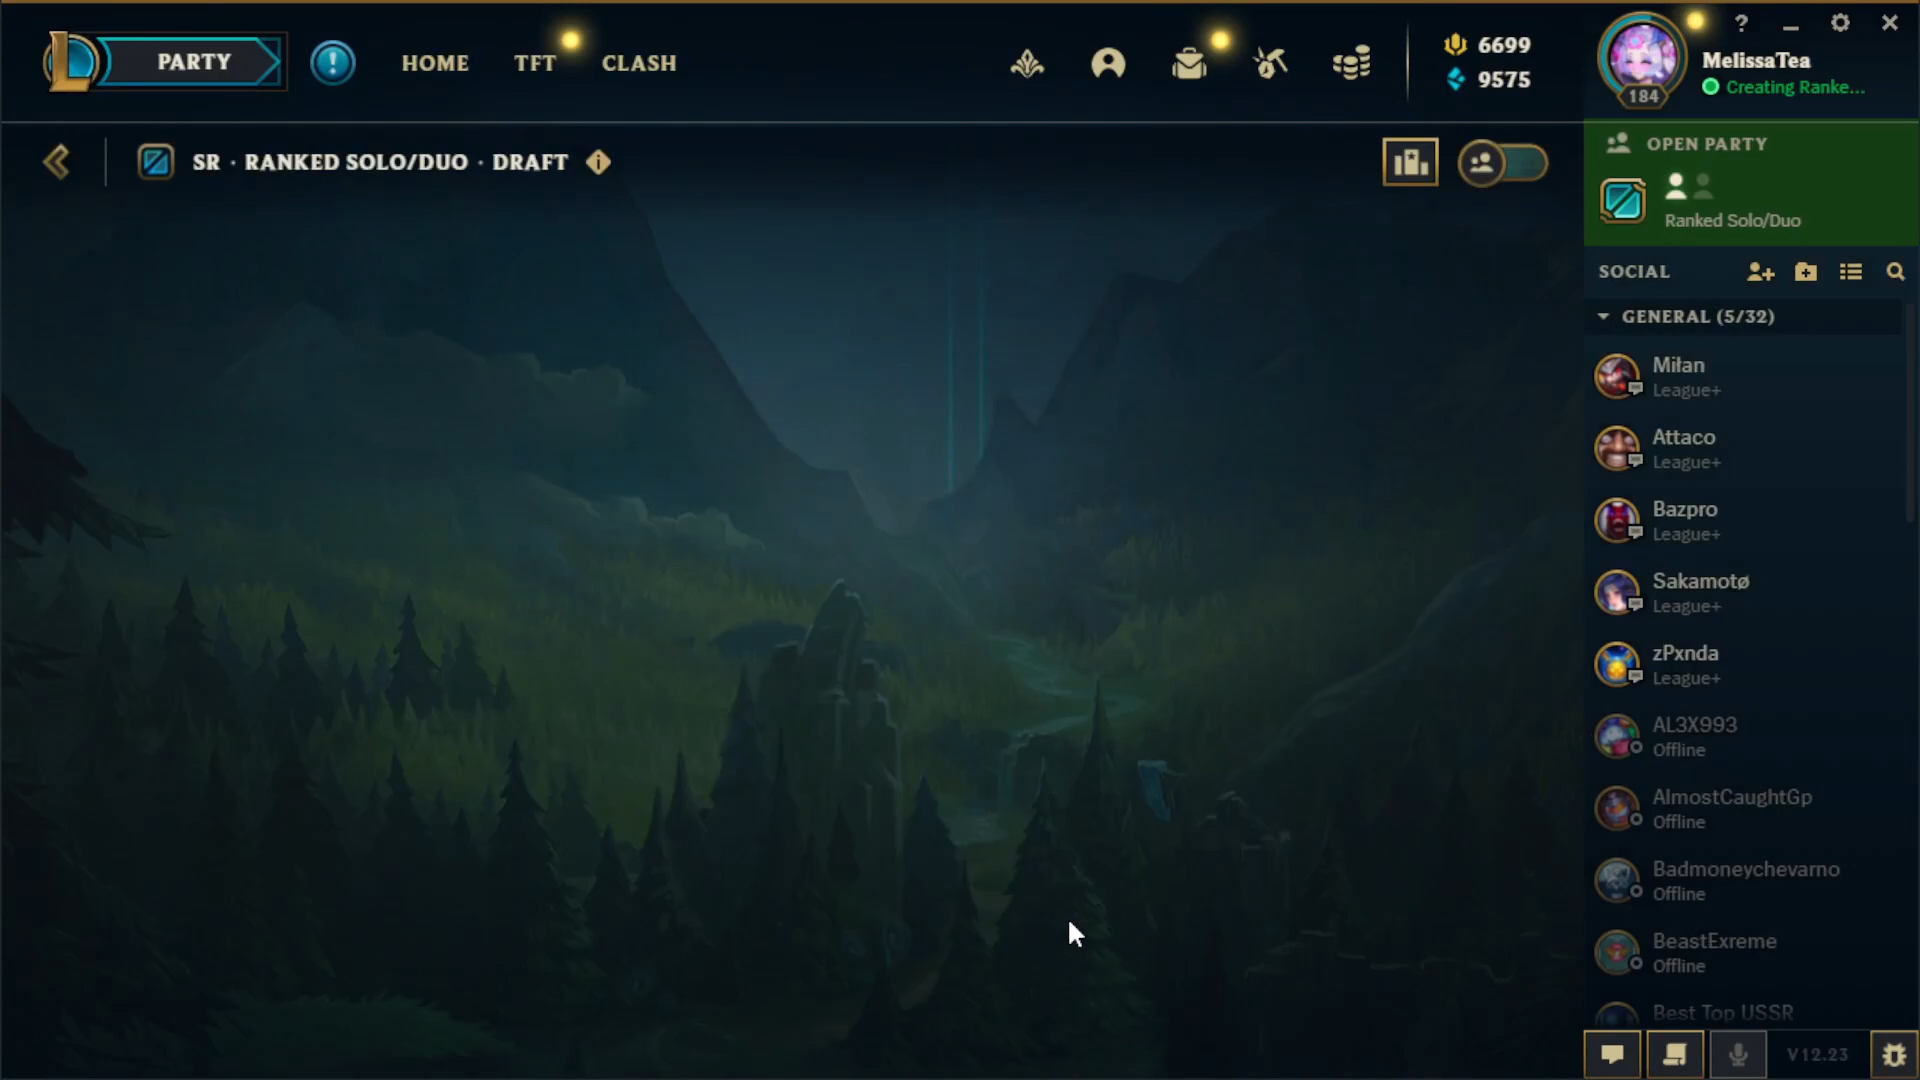 PARTY
HOME
TFT
CLASH
6699
9575
184
MelissaTea
Creating Ranke...
?
SR · RANKED SOLO/DUO · DRAFT
OPEN PARTY
Ranked Solo/Duo
SOCIAL
GENERAL (5/32)
Miłan
League+
Attaco
League+
Bazpro
League+
Sakamotø
League+
zPxnda
League+
AL3X993
Offline
AlmostCaughtGp
Offline
Badmoneychevarno
Offline
BeastExreme
Offline
Best Top USSR
V12.23